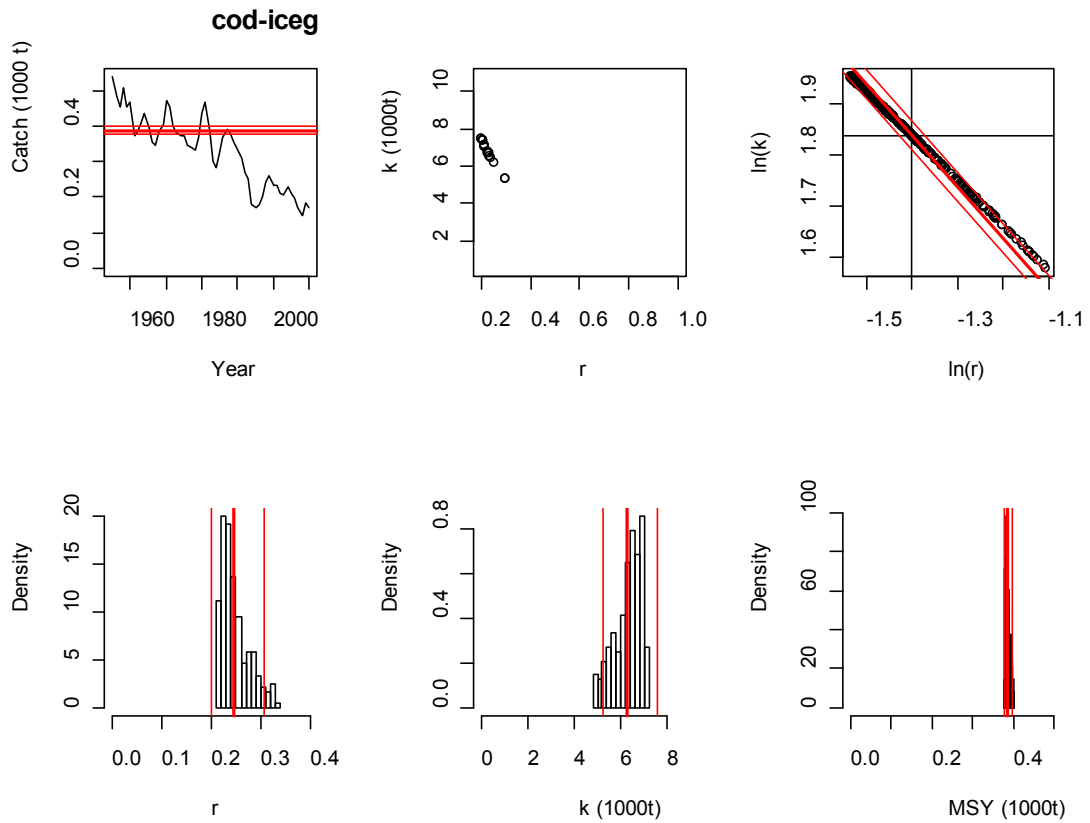 cod-iceg
Catch (1000 t)
0.0 0.2 0.4
1960 1980 2000
Year
k (1000t)
2 4 6 8 10
0.2 0.4 0.6 0.8 1.0
r
ln(k)
1.6 1.7 1.8 1.9
-1.5 -1.3 -1.1
ln(r)
Density
0 5 10 15 20
0.0 0.1 0.2 0.3 0.4
r
Density
0.0 0.4 0.8
0 2 4 6 8
k (1000t)
Density
0 20 40 60 80 100
0.0 0.2 0.4
MSY (1000t)